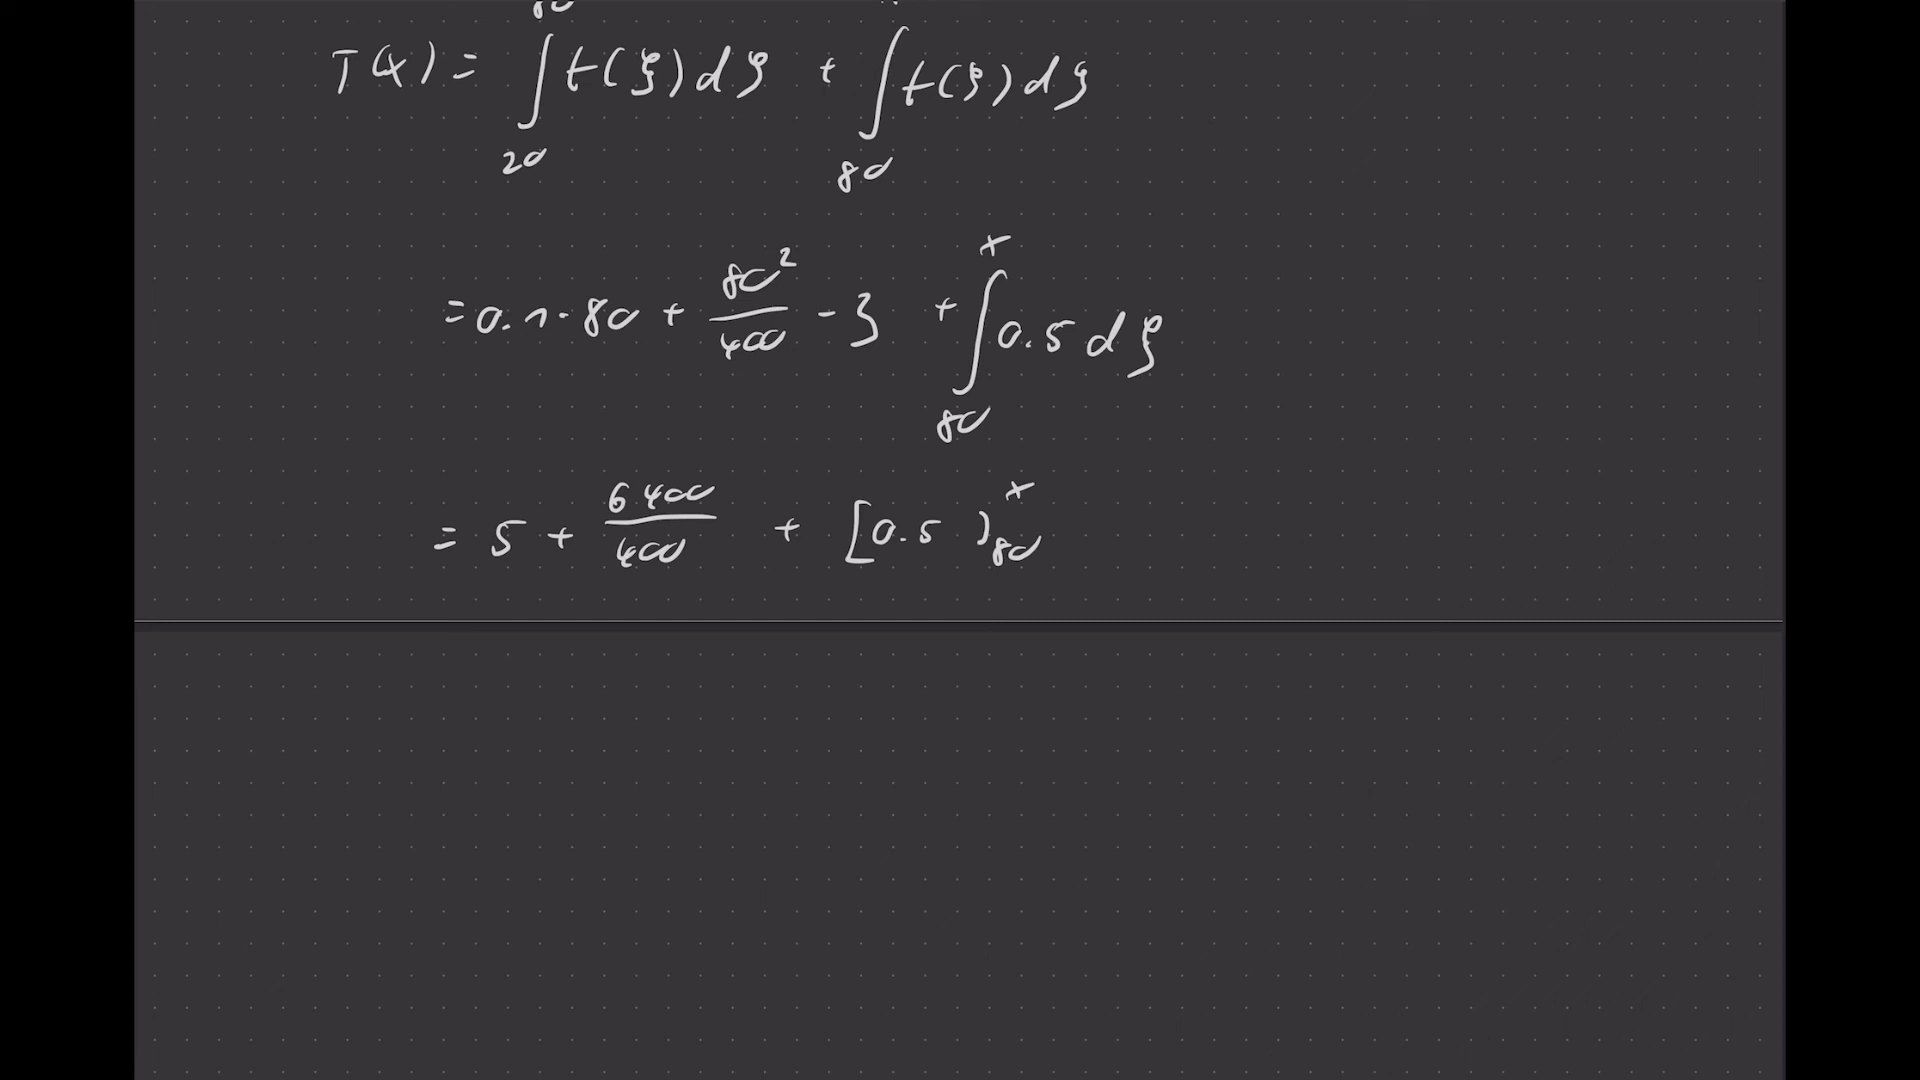 T(x) = ∫_{20}^{80} t(ξ) dξ + ∫_{80} t(ξ) dξ
= 0.1 · 80 + 80²/400 - 3 + ∫_{80}^{x} 0.5 dξ
= 5 + 6400/400 + [0.5 ]_{80}^{x}